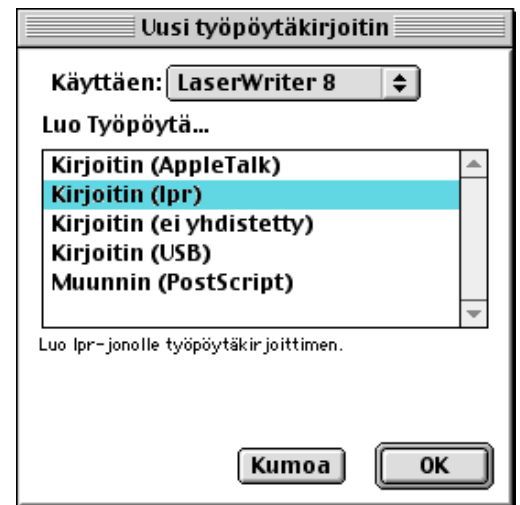 Uusi työpöytäkirjoitin
Käyttäen: LaserWriter 8
Luo Työpöytä...
Kirjoitin (AppleTalk)
Kirjoitin (lpr)
Kirjoitin (ei yhdistetty)
Kirjoitin (USB)
Muunnin (PostScript)
Luo lpr-jonolle työpöytäkirjoittimen.
Kumoa OK